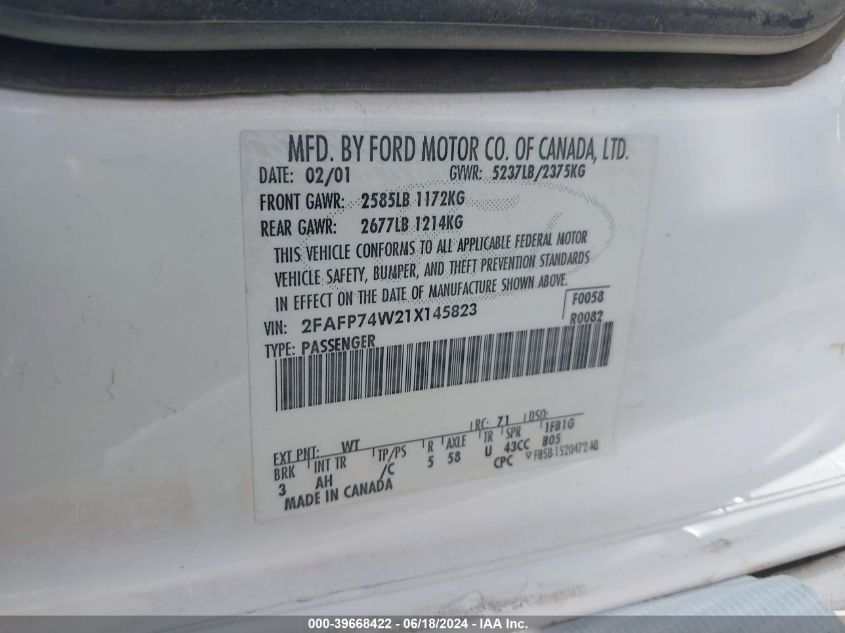 MFD. BY FORD MOTOR CO. OF CANADA, LTD.
DATE: 02/01 GVWR: 5237LB/2375KG
FRONT GAWR: 2585LB 1172KG
REAR GAWR: 2677LB 1214KG
THIS VEHICLE CONFORMS TO ALL APPLICABLE FEDERAL MOTOR
VEHICLE SAFETY, BUMPER, AND THEFT PREVENTION STANDARDS
IN EFFECT ON THE DATE OF MANUFACTURE SHOWN ABOVE.
F0058
VIN: 2FAFP74W21X145823
R0082
TYPE: PASSENGER
EXT PNT: WT RC: 71 DSO:
BRK INT TR TP/PS R AXLE TR SPR 1FB1G
3 AH /C 5 58 U 43CC B05
MADE IN CANADA CPC F85B-1520472-AB
000-39668422 - 06/18/2024 - IAA Inc.